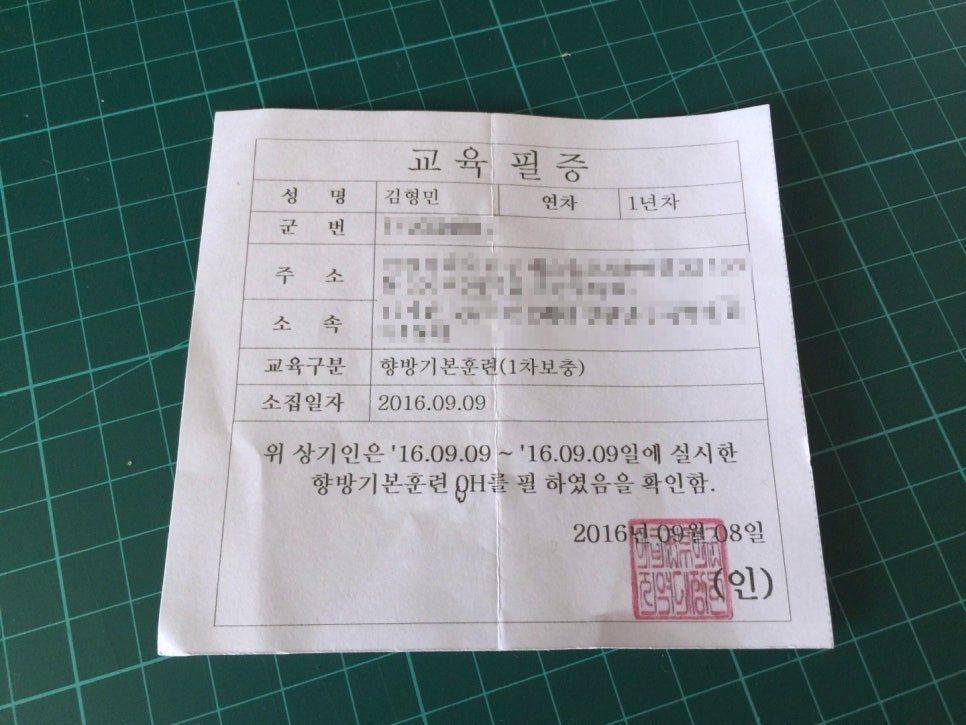 교육필증
성 명 김형민 연차 1년차
군 번
주 소
소 속
교육구분 향방기본훈련(1차보충)
소집일자 2016.09.09
위 상기인은 '16.09.09 ~ '16.09.09일에 실시한
향방기본훈련 0H를 필 하였음을 확인함.
2016년 09월 08일
(인)